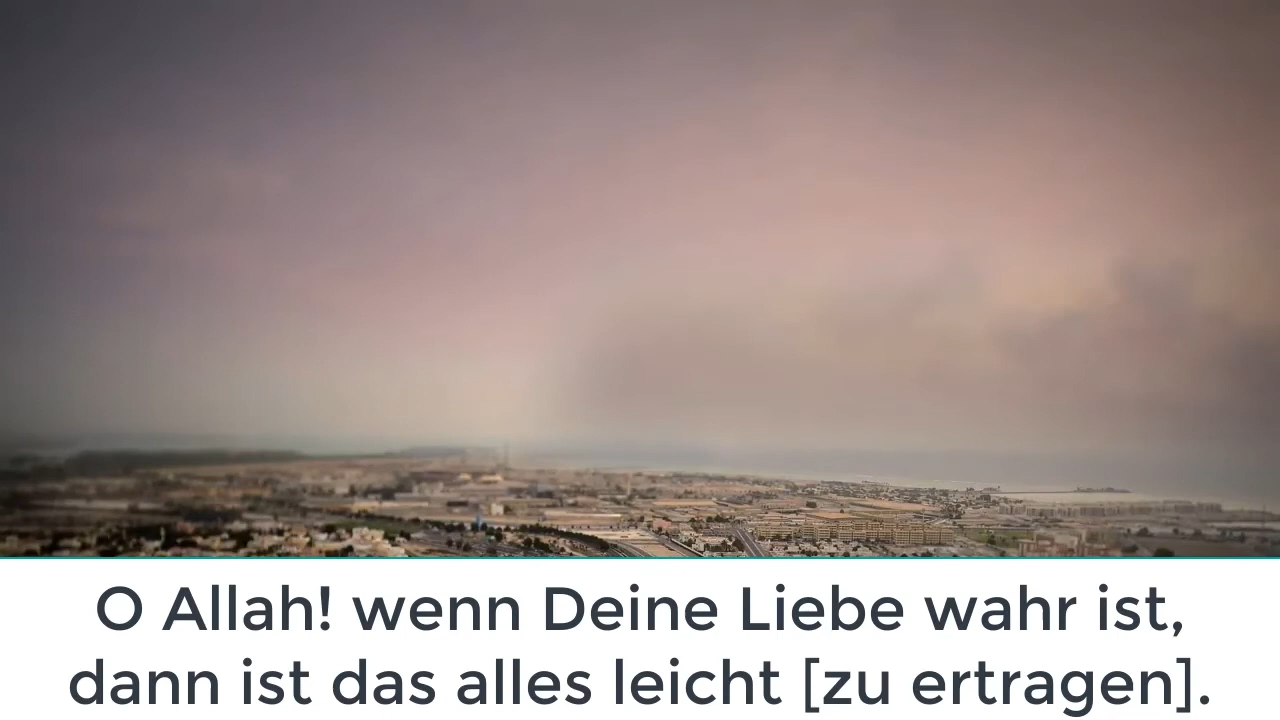 O Allah! wenn Deine Liebe wahr ist,
dann ist das alles leicht [zu ertragen].